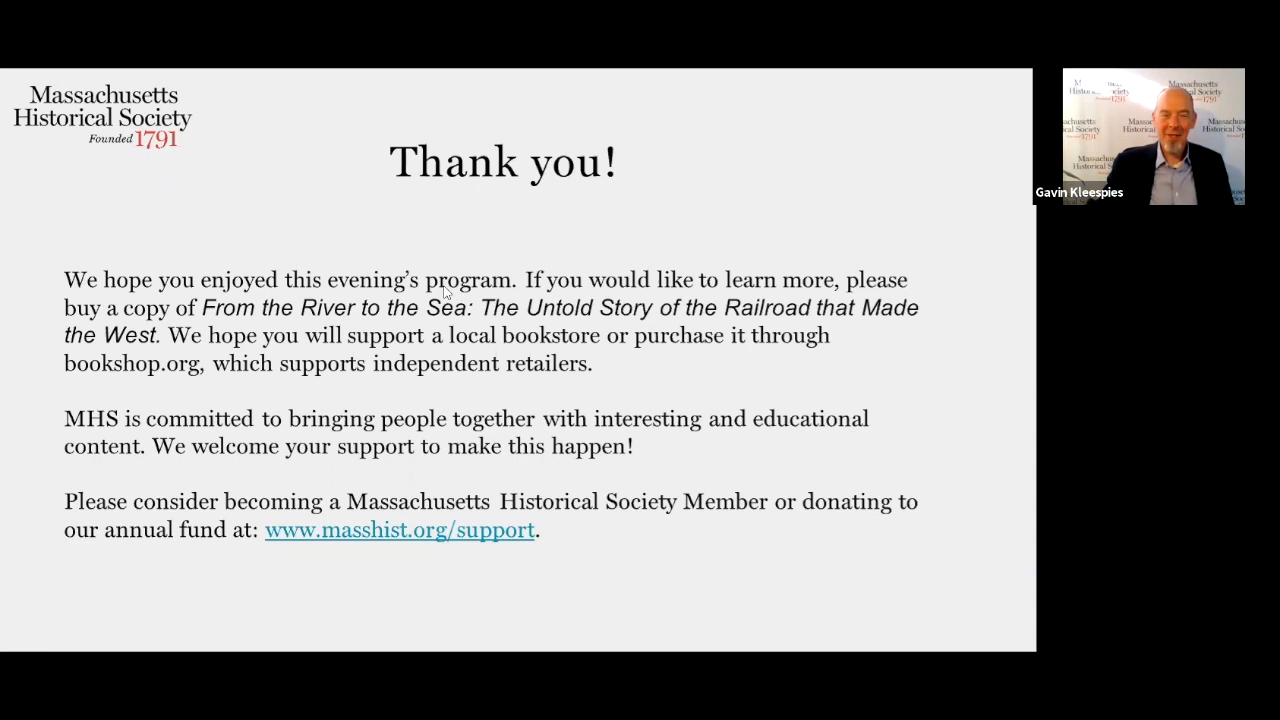 Massachusetts
Historical Society
Founded 1791
Thank you!
We hope you enjoyed this evening’s program. If you would like to learn more, please
buy a copy of From the River to the Sea: The Untold Story of the Railroad that Made
the West. We hope you will support a local bookstore or purchase it through
bookshop.org, which supports independent retailers.
MHS is committed to bringing people together with interesting and educational
content. We welcome your support to make this happen!
Please consider becoming a Massachusetts Historical Society Member or donating to
our annual fund at: www.masshist.org/support.
Massachusetts
Historical Society
Gavin Kleespies